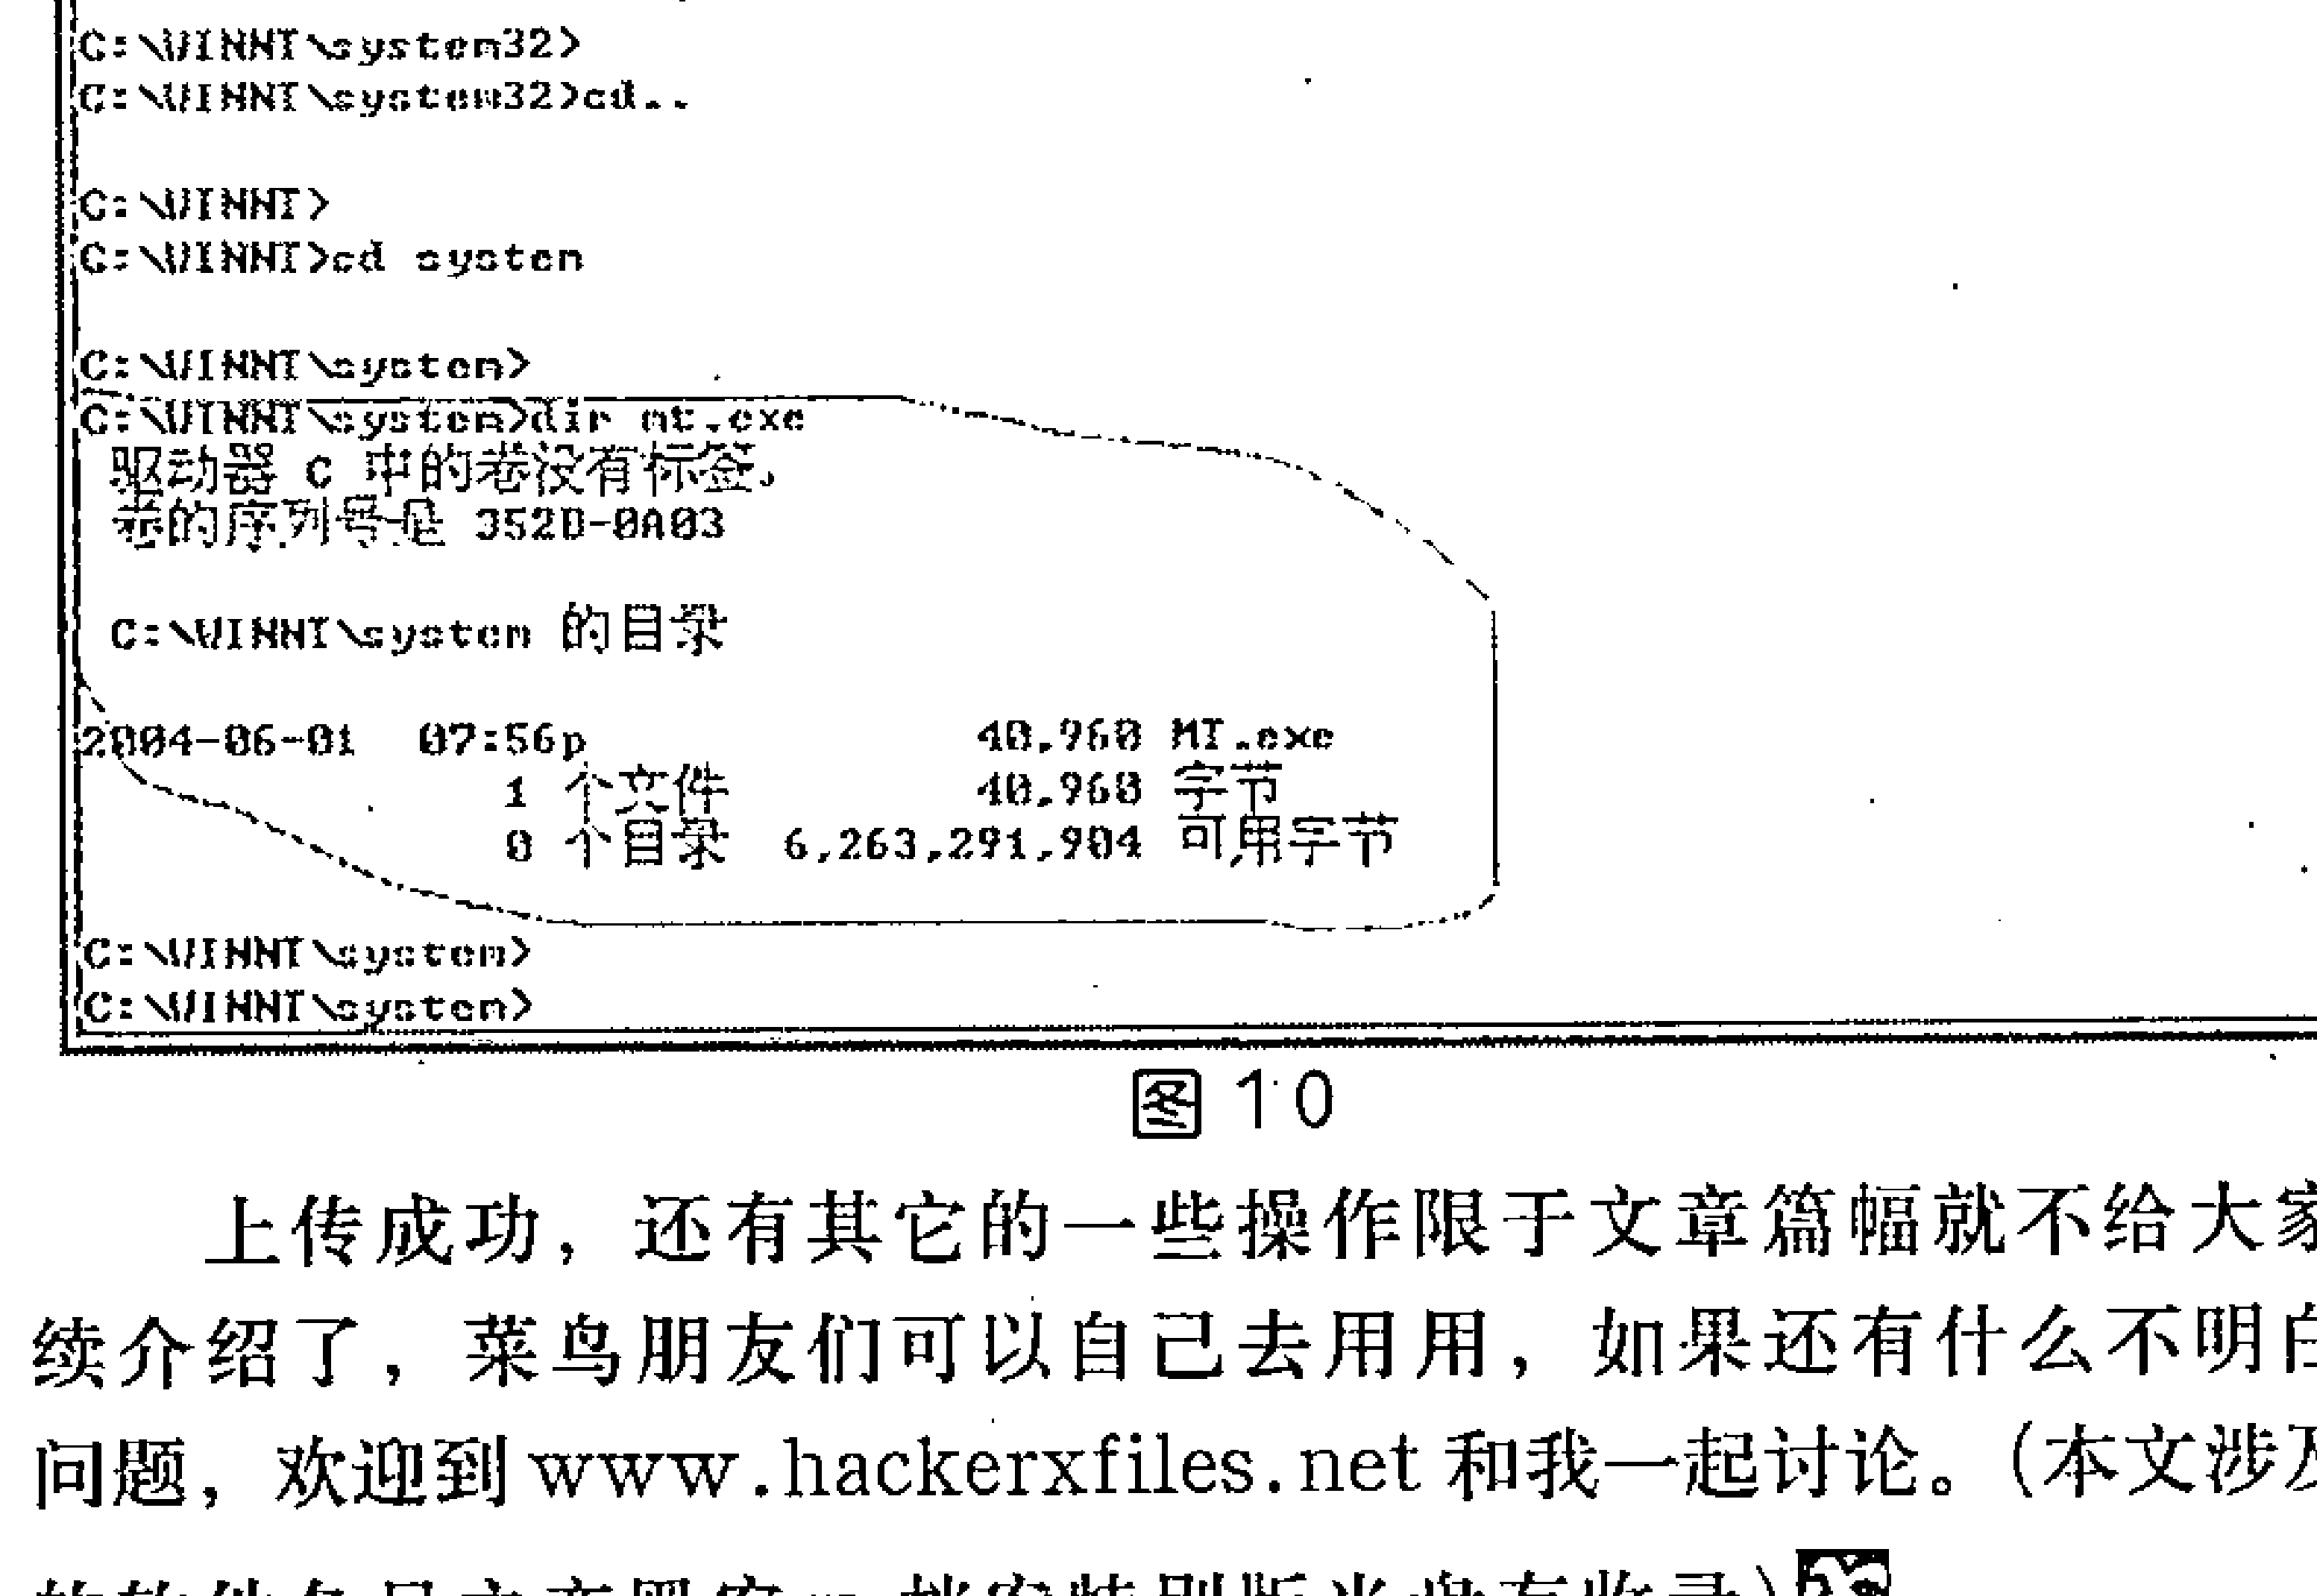 C:\WINNT\system32>
C:\WINNT\system32>cd..
C:\WINNT>
C:\WINNT>cd system
C:\WINNT\system>
C:\WINNT\system>dir mt.exe
驱动器 C 中的卷没有标签。
卷的序列号是 352D-0A03
C:\WINNT\system 的目录
2004-06-01 07:56p 40,960 MT.exe
1 个文件 40,960 字节
0 个目录 6,263,291,904 可用字节
C:\WINNT\system>
C:\WINNT\system>
图 10
上传成功，还有其它的一些操作限于文章篇幅就不给大家
续介绍了，菜鸟朋友们可以自己去用用，如果还有什么不明白
问题，欢迎到 www.hackerxfiles.net 和我一起讨论。(本文涉及